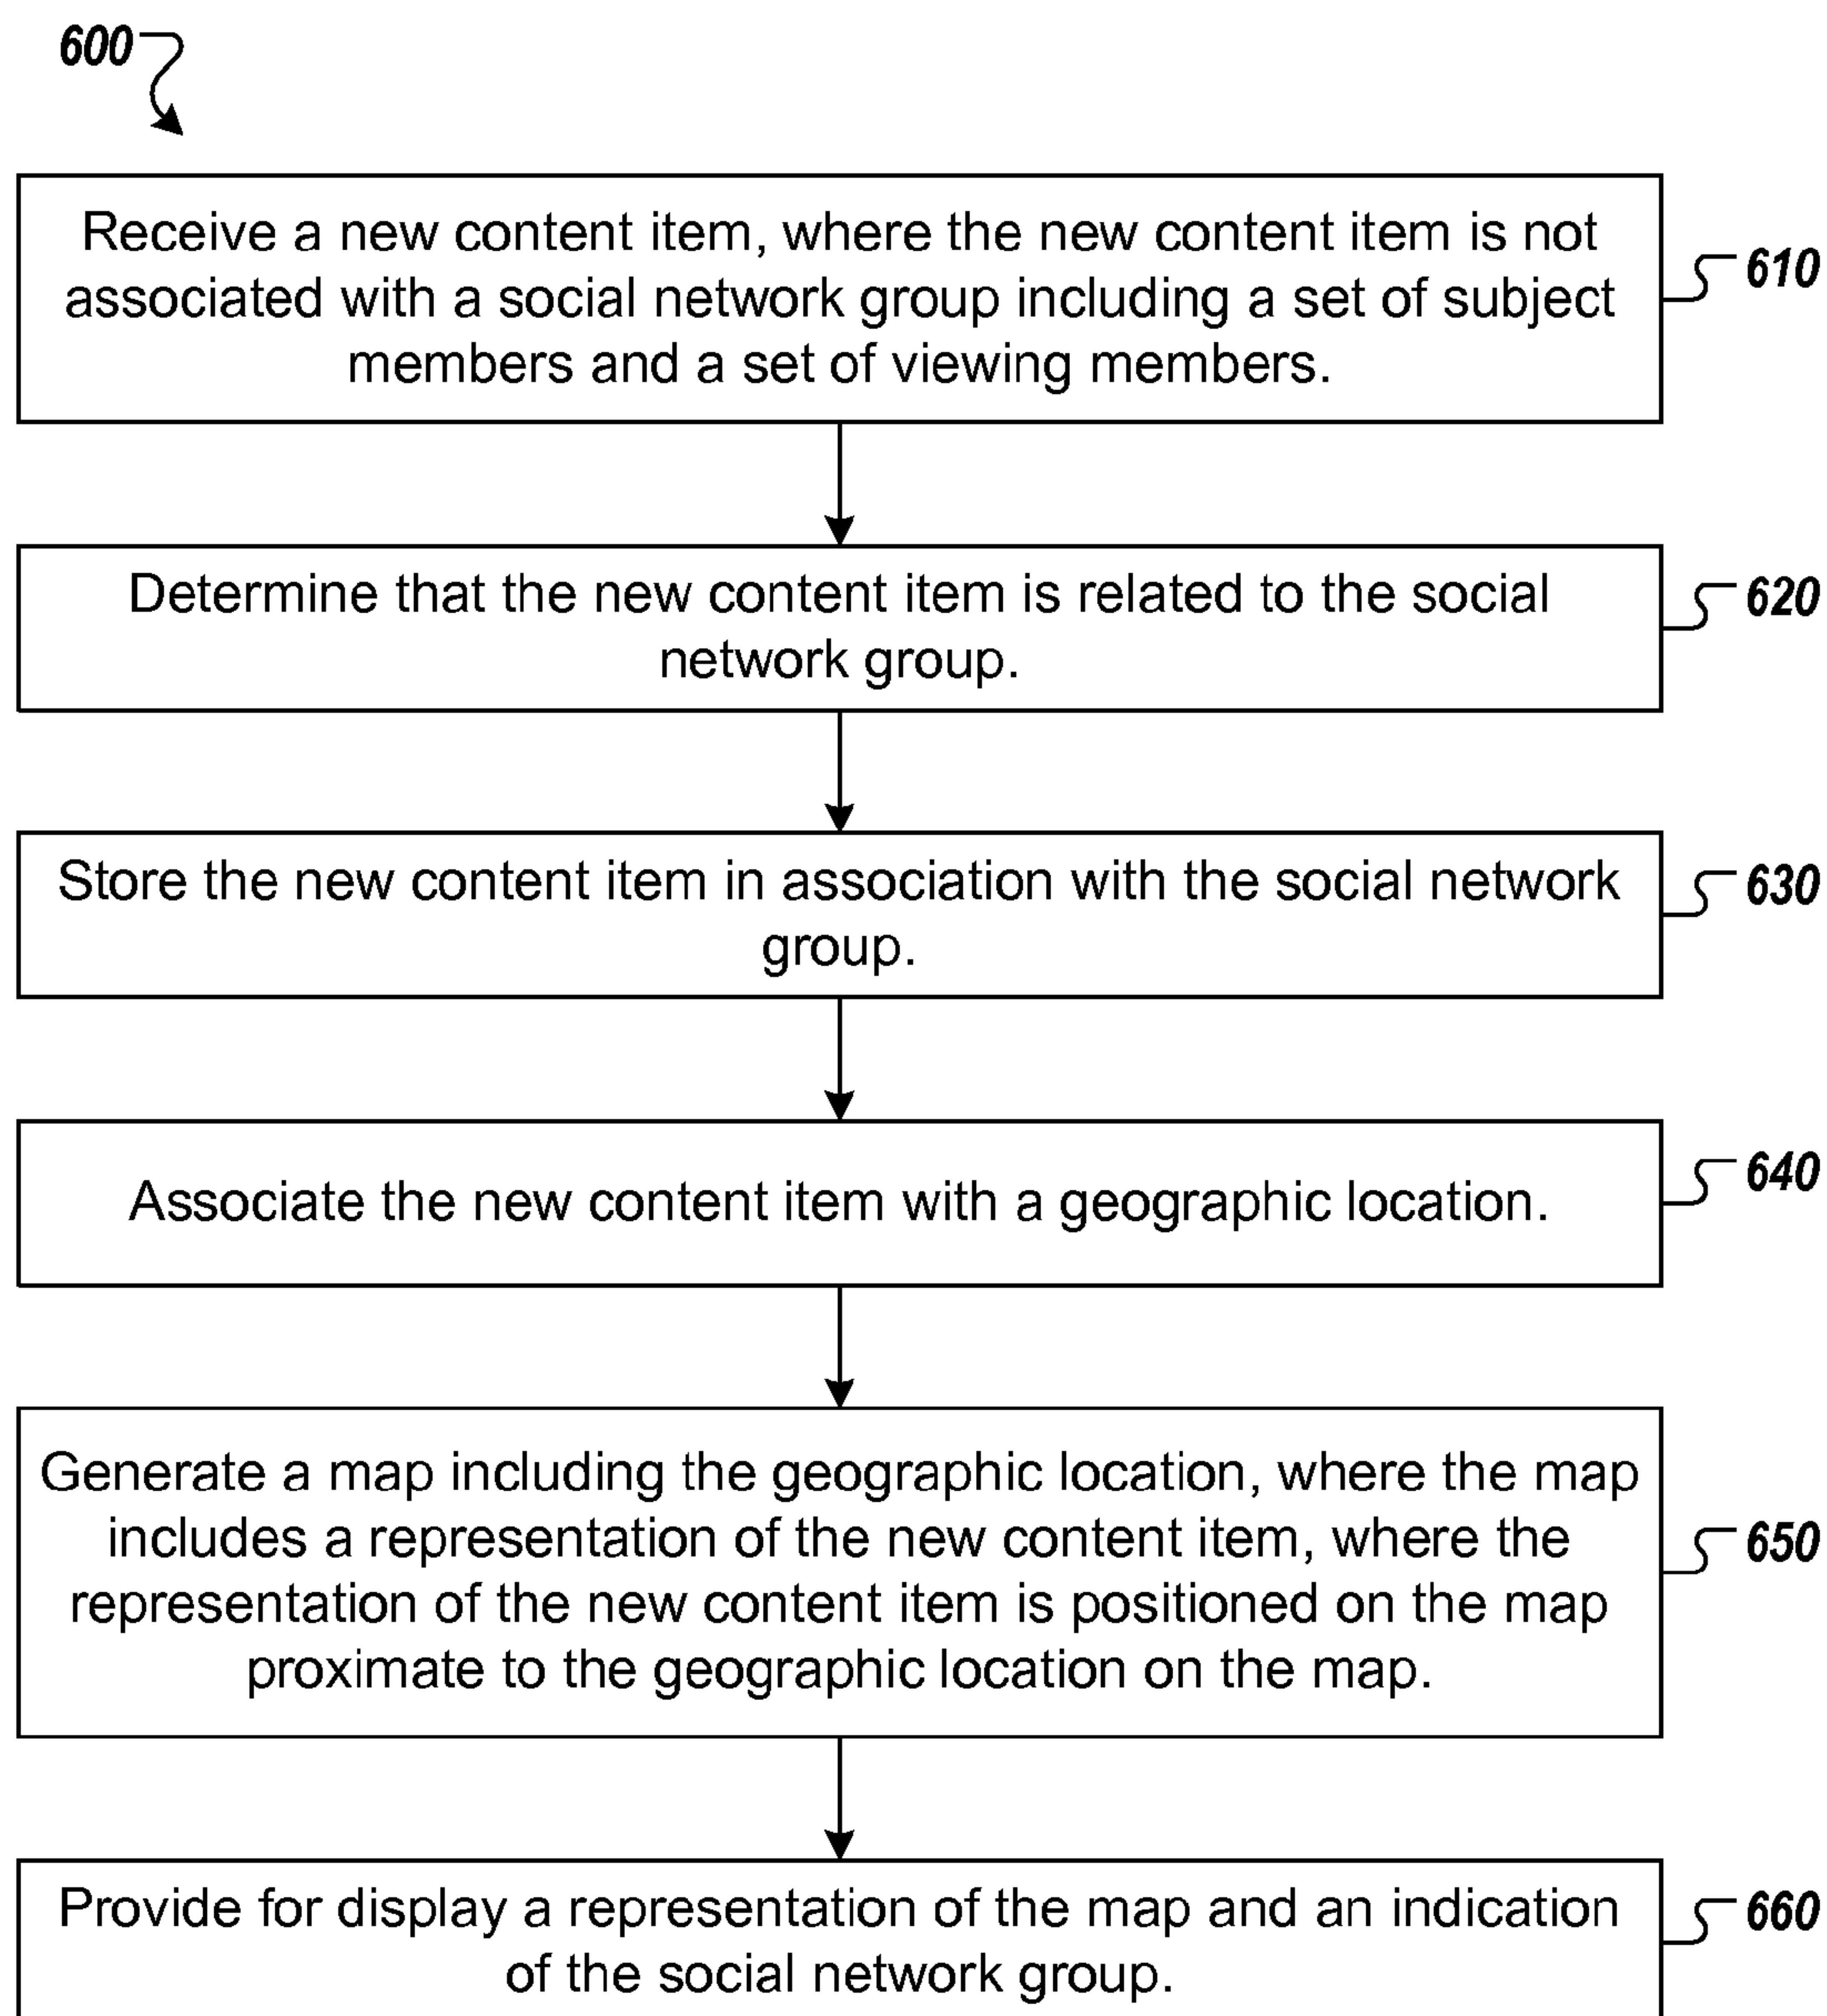 600
Receive a new content item, where the new content item is not
associated with a social network group including a set of subject
members and a set of viewing members.
610
Determine that the new content item is related to the social
network group.
620
Store the new content item in association with the social network
group.
630
Associate the new content item with a geographic location.
640
Generate a map including the geographic location, where the map
includes a representation of the new content item, where the
representation of the new content item is positioned on the map
proximate to the geographic location on the map.
650
Provide for display a representation of the map and an indication
of the social network group.
660